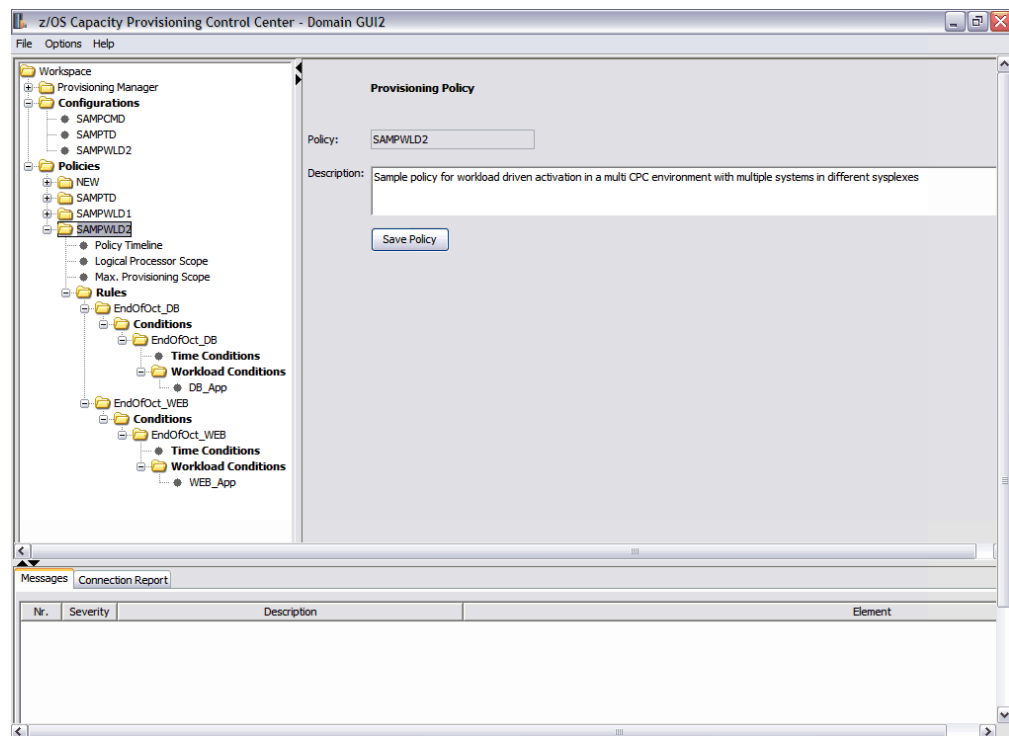 z/OS Capacity Provisioning Control Center - Domain GUI2
File Options Help
Workspace
Provisioning Manager
Configurations
SAMPCMD
SAMPTD
SAMPWLD2
Policies
NEW
SAMPTD
SAMPWLD1
SAMPWLD2
Policy Timeline
Logical Processor Scope
Max. Provisioning Scope
Rules
EndOfOct_DB
Conditions
EndOfOct_DB
Time Conditions
Workload Conditions
DB_App
EndOfOct_WEB
Conditions
EndOfOct_WEB
Time Conditions
Workload Conditions
WEB_App
Provisioning Policy
Policy: SAMPWLD2
Description: Sample policy for workload driven activation in a multi CPC environment with multiple systems in different sysplexes
Save Policy
Messages Connection Report
Nr. Severity Description Element